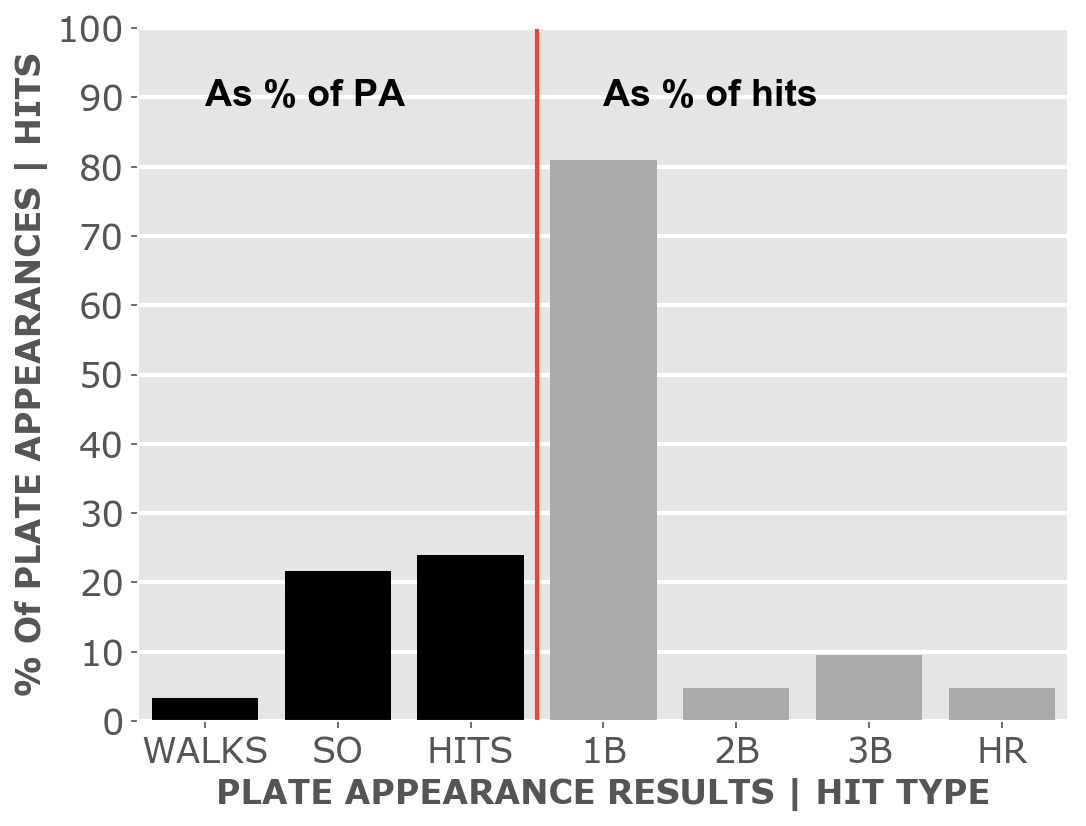 % Of PLATE APPEARANCES | HITS
100
90
80
70
60
50
40
30
20
10
0
As % of PA
As % of hits
WALKS SO HITS 1B 2B 3B HR
PLATE APPEARANCE RESULTS | HIT TYPE